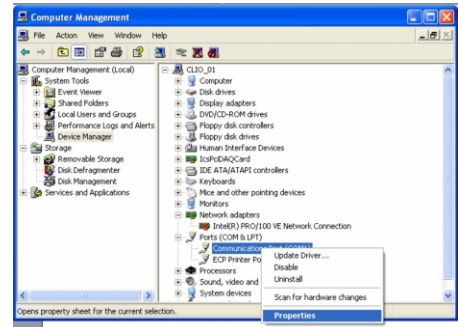 Computer Management
File Action View Window Help
Computer Management (Local)
System Tools
Event Viewer
Shared Folders
Local Users and Groups
Performance Logs and Alerts
Device Manager
Storage
Removable Storage
Disk Defragmenter
Disk Management
Services and Applications
CLIO_01
Computer
Disk drives
Display adapters
DVD/CD-ROM drives
Floppy disk controllers
Floppy disk drives
Human Interface Devices
IcsPciDAQCard
IDE ATA/ATAPI controllers
Keyboards
Mice and other pointing devices
Monitors
Network adapters
Intel(R) PRO/100 VE Network Connection
Ports (COM & LPT)
Communications Port (COM1)
ECP Printer Po
Processors
Sound, video and
System devices
Update Driver...
Disable
Uninstall
Scan for hardware changes
Properties
Opens property sheet for the current selection.